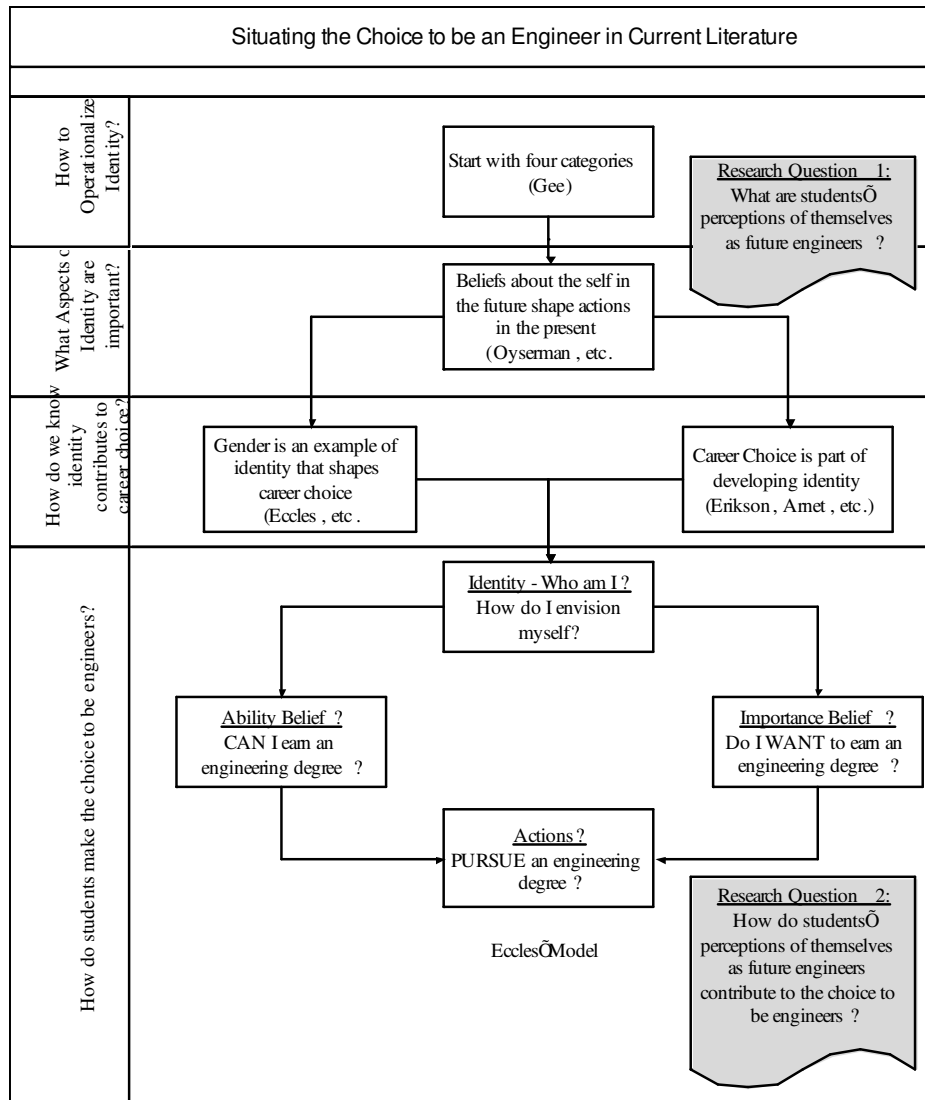 Situating the Choice to be an Engineer in Current Literature
How to
Operationalize
Identity?
Start with four categories
(Gee)
Research Question 1:
What are studentsÕ
perceptions of themselves
as future engineers ?
What Aspects o
Identity are
important?
Beliefs about the self in
the future shape actions
in the present
(Oyserman , etc.
How do we know
identity
contributes to
career choice?
Gender is an example of
identity that shapes
career choice
(Eccles , etc .
Career Choice is part of
developing identity
(Erikson , Arnet , etc.)
How do students make the choice to be engineers?
Identity - Who am I ?
How do I envision
myself?
Ability Belief ?
CAN I earn an
engineering degree ?
Importance Belief ?
Do I WANT to earn an
engineering degree ?
Actions ?
PURSUE an engineering
degree ?
EcclesÕModel
Research Question 2:
How do studentsÕ
perceptions of themselves
as future engineers
contribute to the choice to
be engineers ?